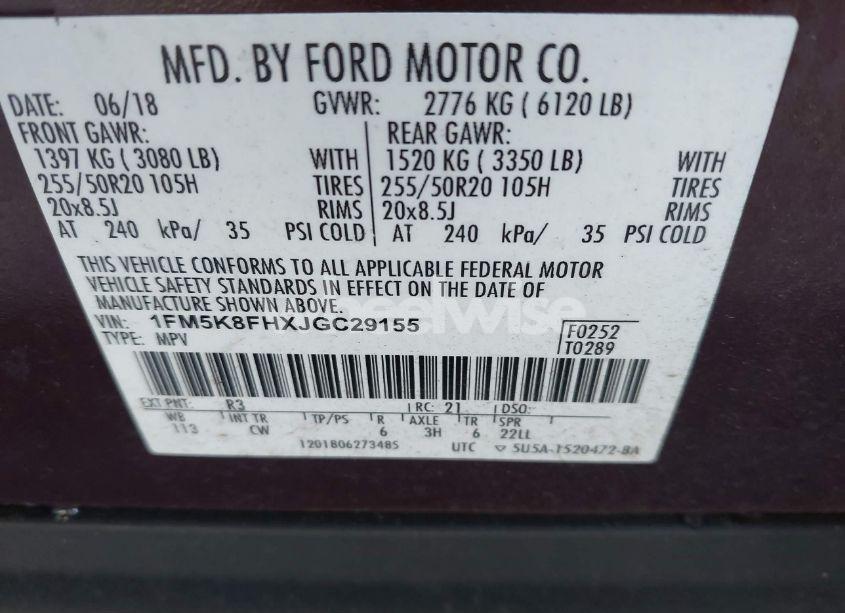 MFD. BY FORD MOTOR CO.
DATE: 06/18 GVWR: 2776 KG ( 6120 LB)
FRONT GAWR: REAR GAWR:
1397 KG ( 3080 LB) WITH 1520 KG ( 3350 LB) WITH
255/50R20 105H TIRES 255/50R20 105H TIRES
20x8.5J RIMS 20x8.5J RIMS
AT 240 kPa/ 35 PSI COLD AT 240 kPa/ 35 PSI COLD
THIS VEHICLE CONFORMS TO ALL APPLICABLE FEDERAL MOTOR
VEHICLE SAFETY STANDARDS IN EFFECT ON THE DATE OF
MANUFACTURE SHOWN ABOVE.
VIN: 1FM5K8FHXJGC29155 F0252
TYPE: MPV T0289
EXT PNT: R3 RC: 21 DSO:
WB INT TR TP/PS R AXLE TR SPR
113 CW 6 3H 6 22LL
1201806273485 UTC 5U5A-1520472-BA